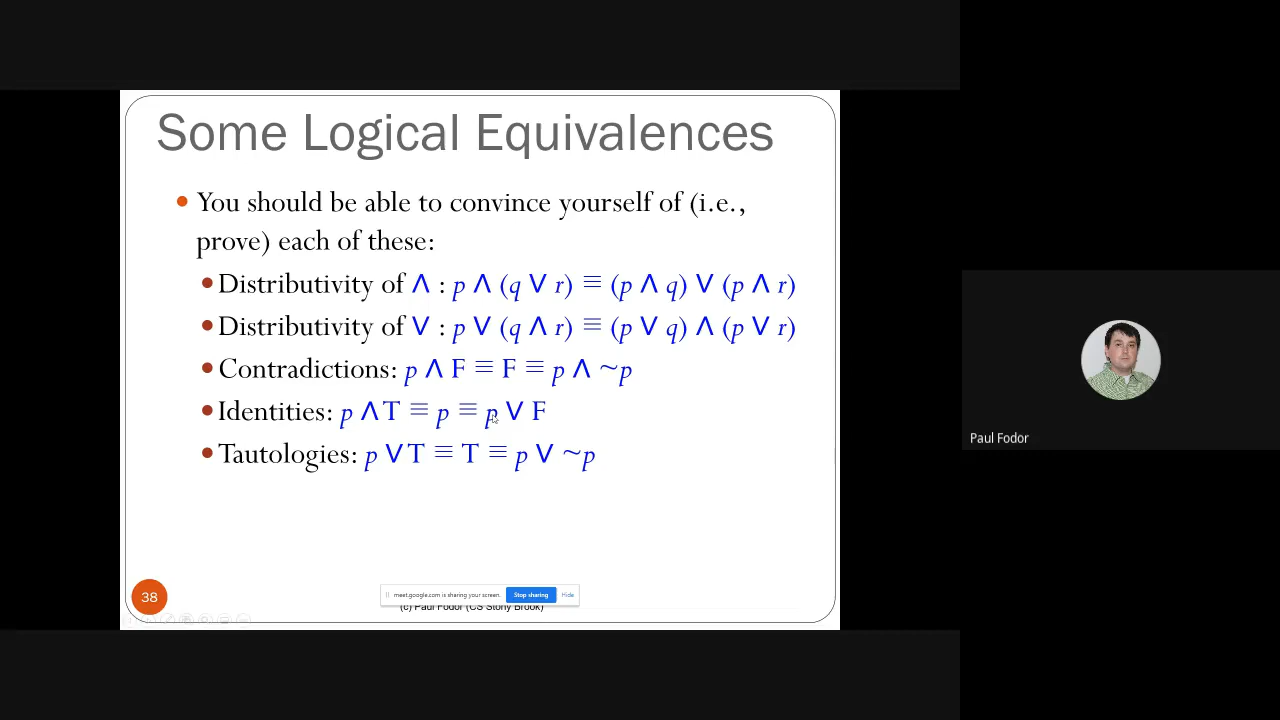 Some Logical Equivalences
• You should be able to convince yourself of (i.e.,
prove) each of these:
• Distributivity of ∧ : p ∧ (q ∨ r) ≡ (p ∧ q) ∨ (p ∧ r)
• Distributivity of ∨ : p ∨ (q ∧ r) ≡ (p ∨ q) ∧ (p ∨ r)
• Contradictions: p ∧ F ≡ F ≡ p ∧ ~p
• Identities: p ∧ T ≡ p ≡ p ∨ F
• Tautologies: p ∨ T ≡ T ≡ p ∨ ~p
38
meet.google.com is sharing your screen. Stop sharing Hide
(c) Paul Fodor (CS Stony Brook)
Paul Fodor